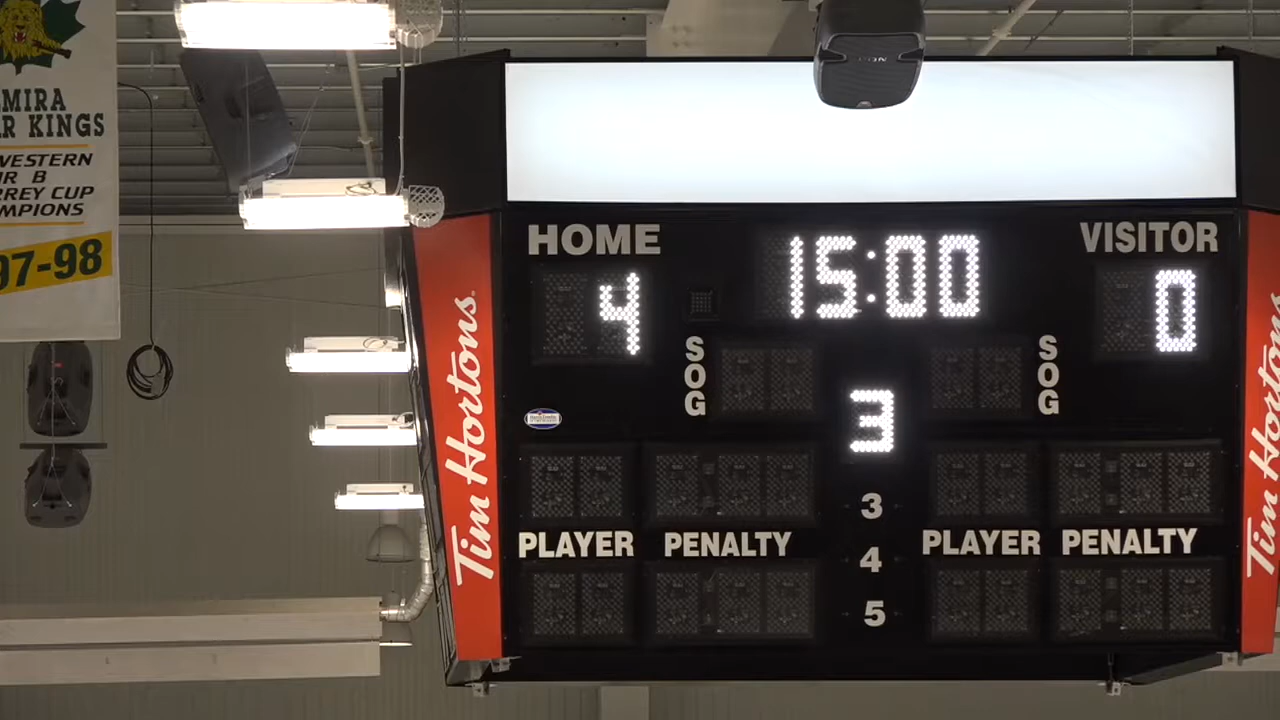 MIRA
R KINGS
WESTERN
R B
RREY CUP
MPIONS
97-98
HOME
15:00
VISITOR
4
0
SOG
SOG
3
3
PLAYER
PENALTY
4
PLAYER
PENALTY
5
Tim Hortons
Tim Hortons